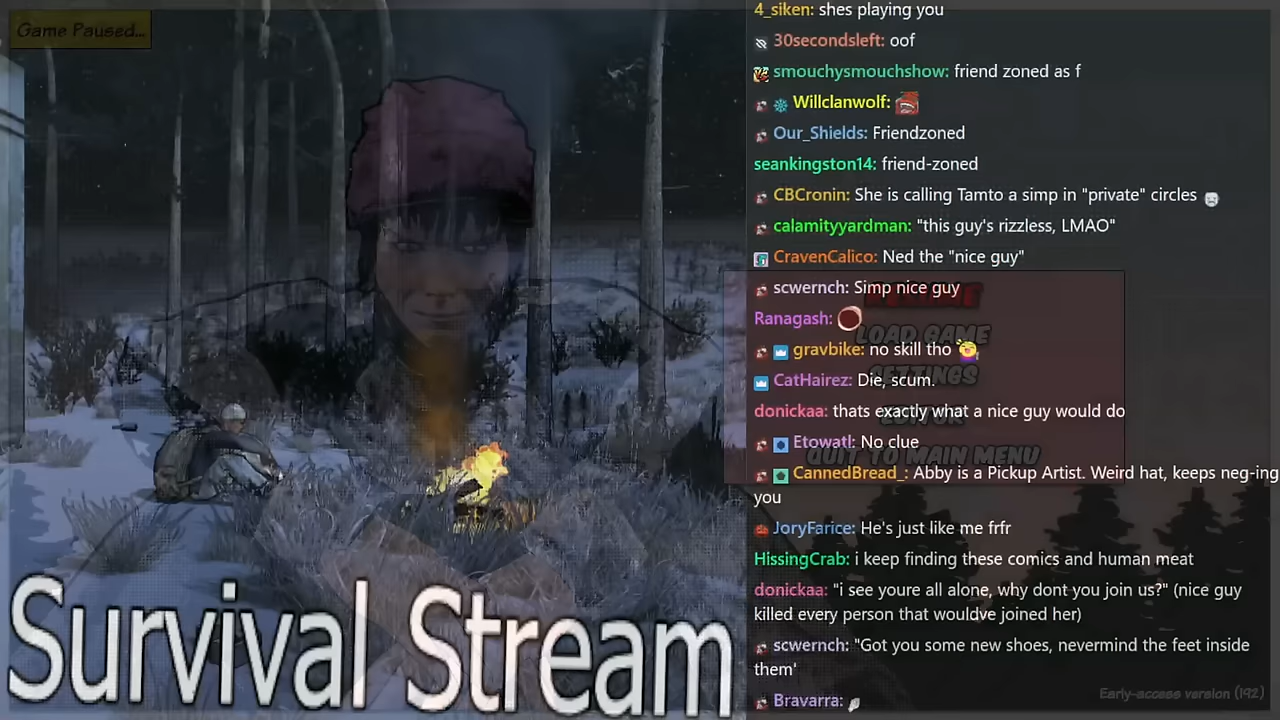 Game Paused...
4_siken: shes playing you
30secondsleft: oof
smouchysmouchshow: friend zoned as f
Willclanwolf:
Our_Shields: Friendzoned
seankingston14: friend-zoned
CBCronin: She is calling Tamto a simp in "private" circles
calamityyardman: "this guy's rizzless, LMAO"
CravenCalico: Ned the "nice guy"
scwernch: Simp nice guy
Ranagash:
LOAD GAME
gravbike: no skill tho
SETTINGS
CatHairez: Die, scum.
donickaa: thats exactly what a nice guy would do
Etowatl: No clue
QUIT TO MAIN MENU
CannedBread_: Abby is a Pickup Artist. Weird hat, keeps neg-ing
you
JoryFarice: He's just like me frfr
HissingCrab: i keep finding these comics and human meat
donickaa: "i see youre all alone, why dont you join us?" (nice guy
killed every person that wouldve joined her)
scwernch: "Got you some new shoes, nevermind the feet inside
them'
Early-access version (192)
Bravarra:
Survival Stream